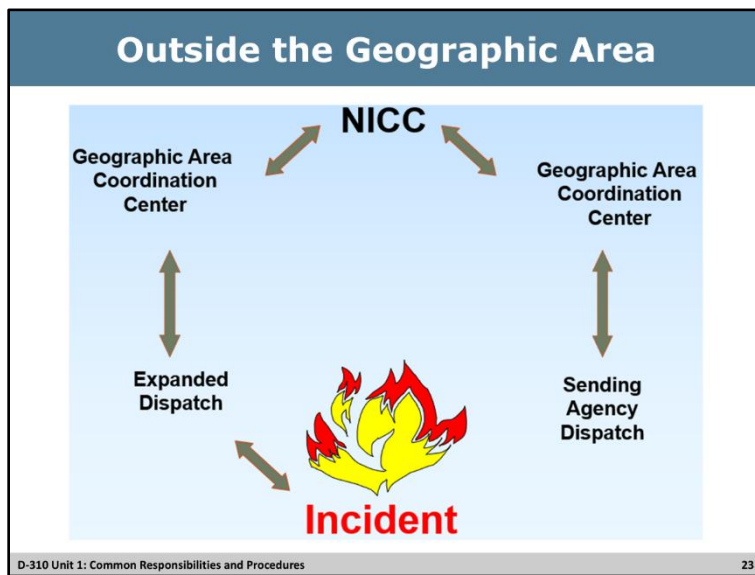 Outside the Geographic Area
NICC
Geographic Area
Coordination
Center
Geographic Area
Coordination
Center
Expanded
Dispatch
Sending
Agency
Dispatch
Incident
D-310 Unit 1: Common Responsibilities and Procedures
23